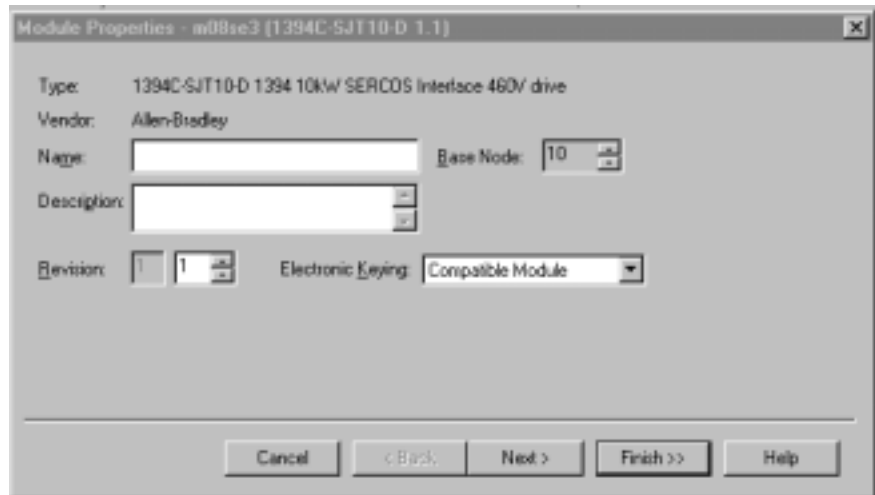 Module Properties - m08se3 (1394C-SJT10-D 1.1)
Type: 1394C-SJT10-D 1394 10kW SERCOS Interface 460V drive
Vendor: Allen-Bradley
Name: Base Node: 10
Description:
Revision: 1 1 Electronic Keying: Compatible Module
Cancel < Back Next > Finish >> Help